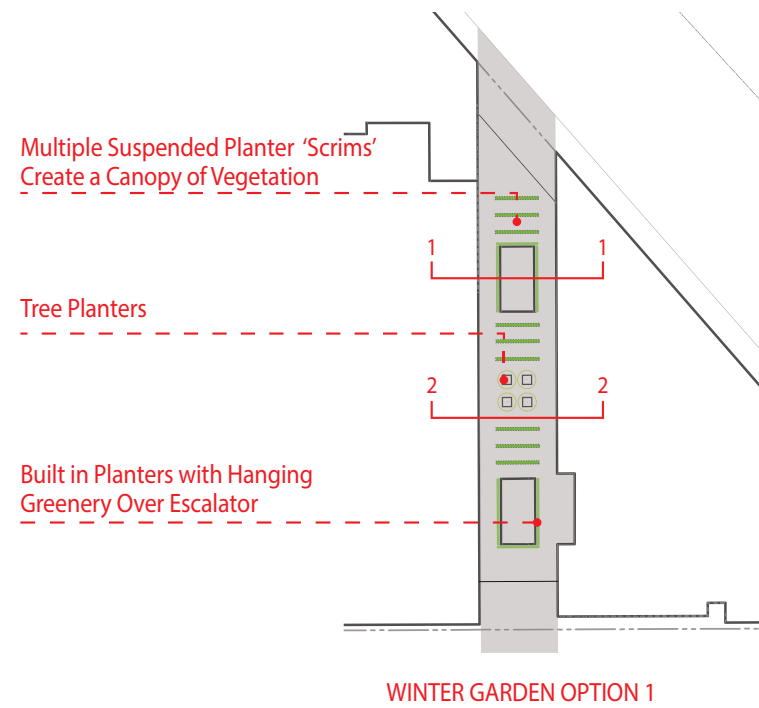 Multiple Suspended Planter ‘Scrims’
Create a Canopy of Vegetation
1 1
Tree Planters
2 2
Built in Planters with Hanging
Greenery Over Escalator
WINTER GARDEN OPTION 1